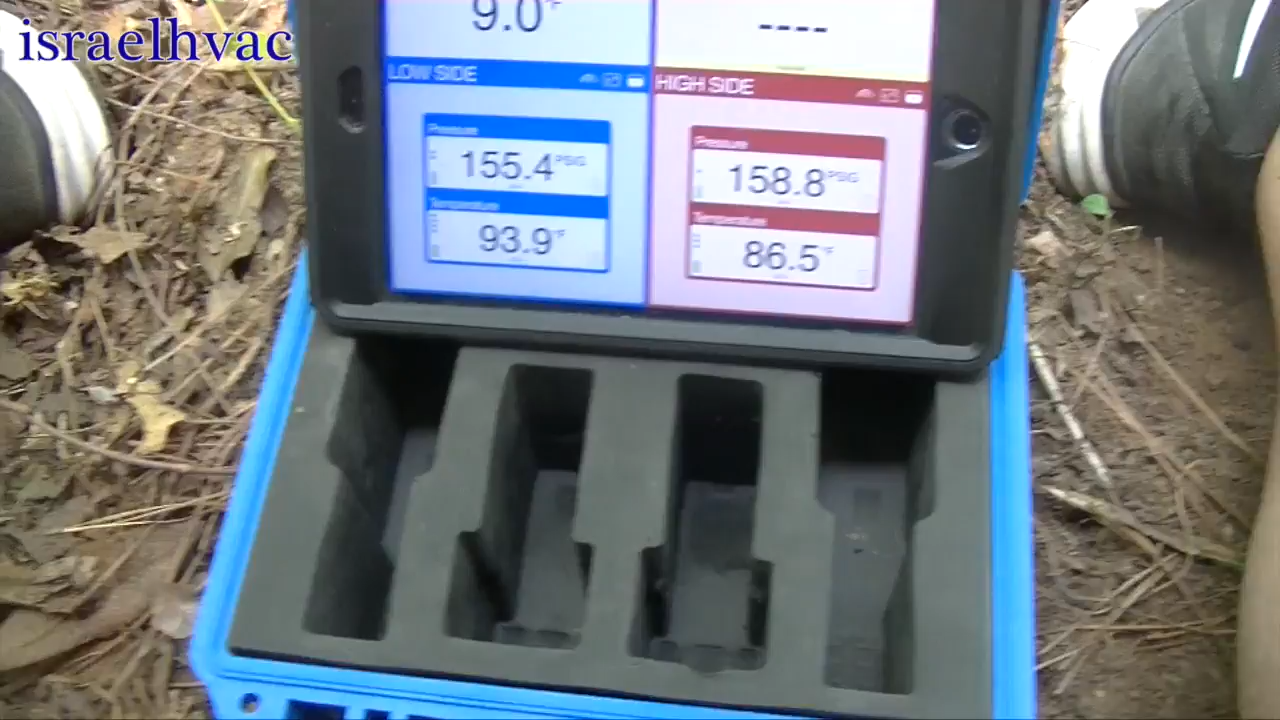 israelhvac
9.0°F
----
LOW SIDE
HIGH SIDE
Pressure
155.4 PSIG
Temperature
93.9°F
Pressure
158.8 PSIG
Temperature
86.5°F